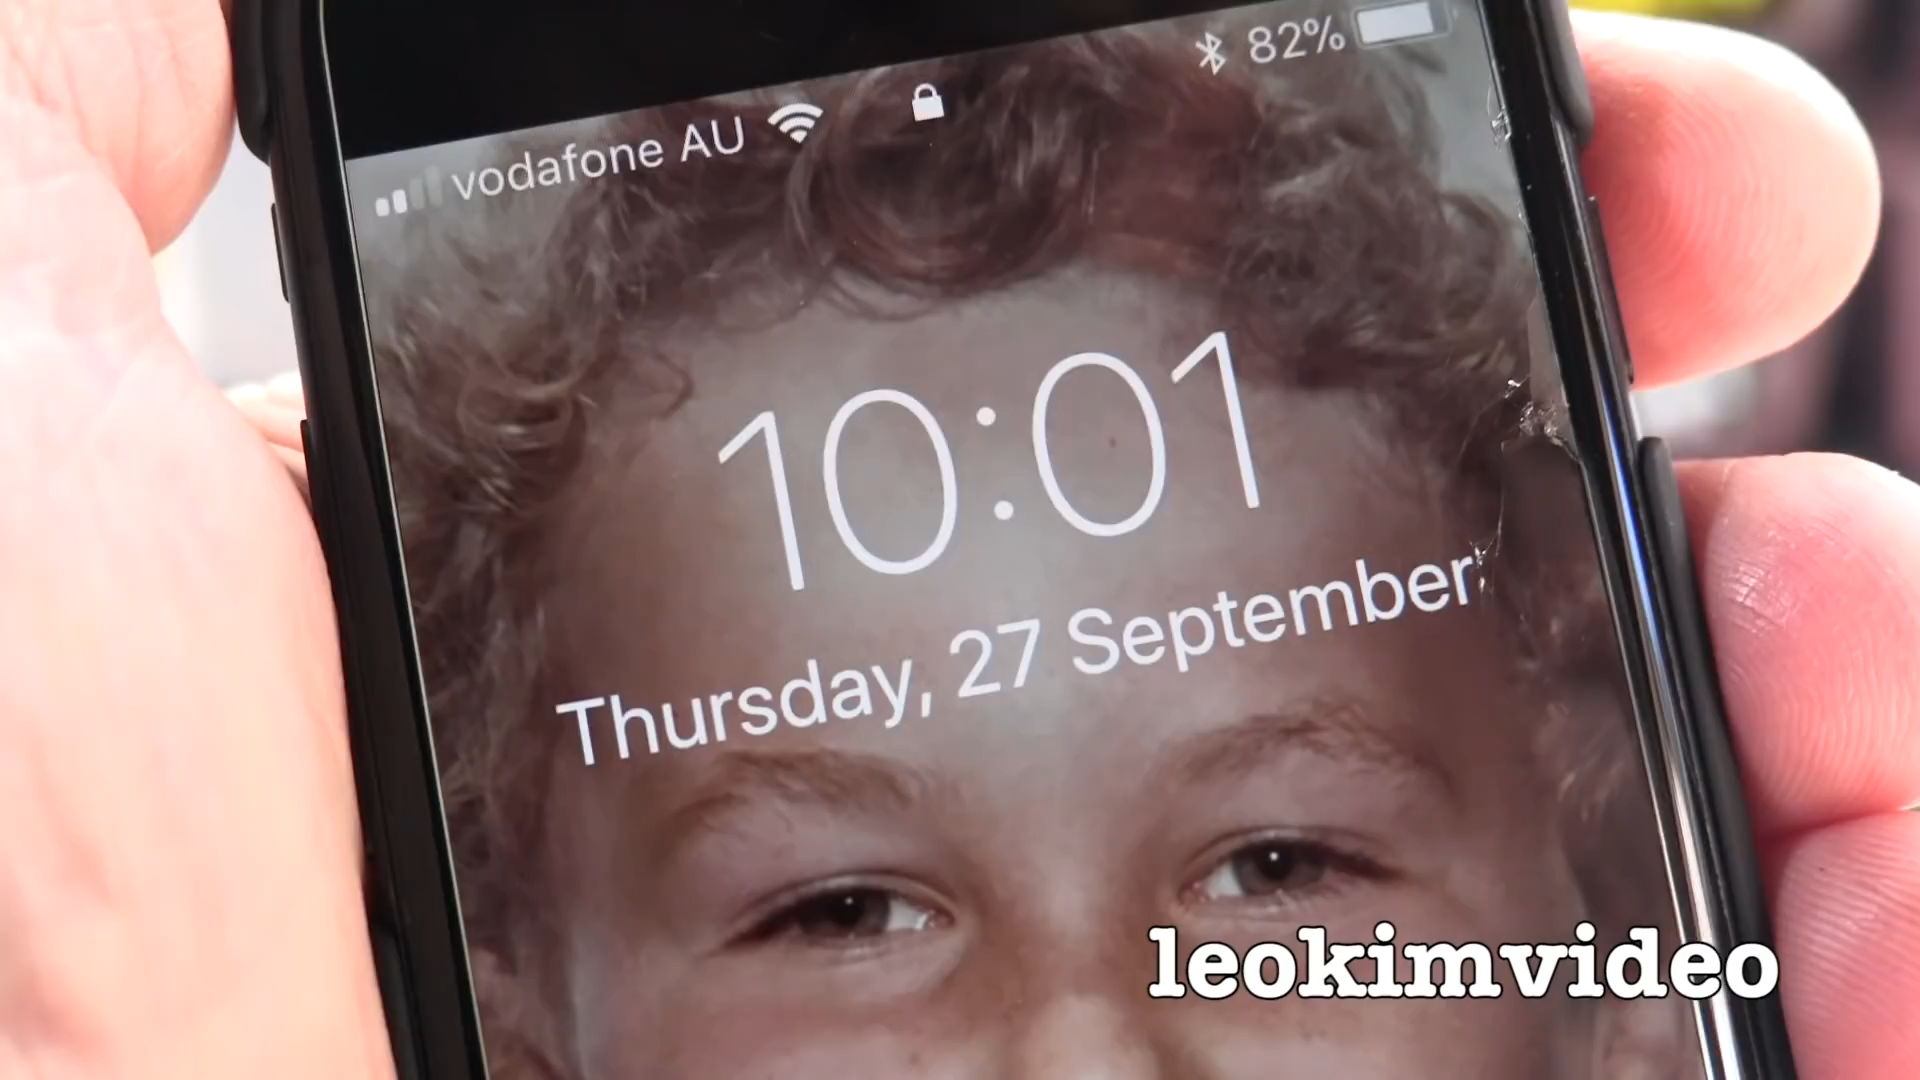 vodafone AU
82%
10:01
Thursday, 27 September
leokimvideo